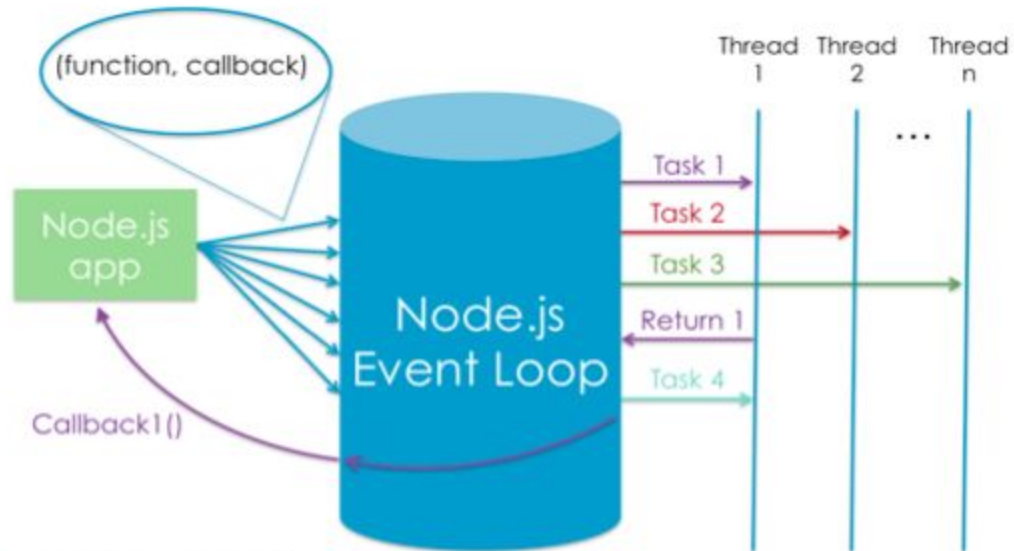 (function, callback)
Thread Thread Thread
1 2 n
...
Task 1
Task 2
Node.js
app
Task 3
Node.js
Event Loop
Return 1
Task 4
Callback1()